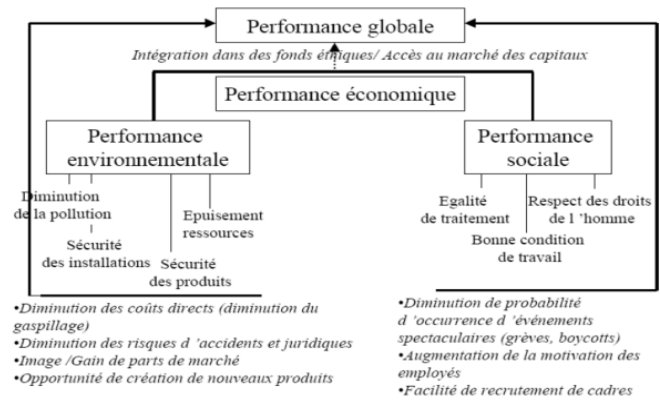 Performance globale
Intégration dans des fonds éthiques/ Accès au marché des capitaux
Performance économique
Performance
environnementale
Performance
sociale
Diminution
de la pollution
Sécurité
des installations
Sécurité
des produits
Epuisement
ressources
Egalité
de traitement
Bonne condition
de travail
Respect des droits
de l ’homme
•Diminution des coûts directs (diminution du
gaspillage)
•Diminution des risques d ’accidents et juridiques
•Image /Gain de parts de marché
•Opportunité de création de nouveaux produits
•Diminution de probabilité
d ’occurrence d ’événements
spectaculaires (grèves, boycotts)
•Augmentation de la motivation des
employés
•Facilité de recrutement de cadres